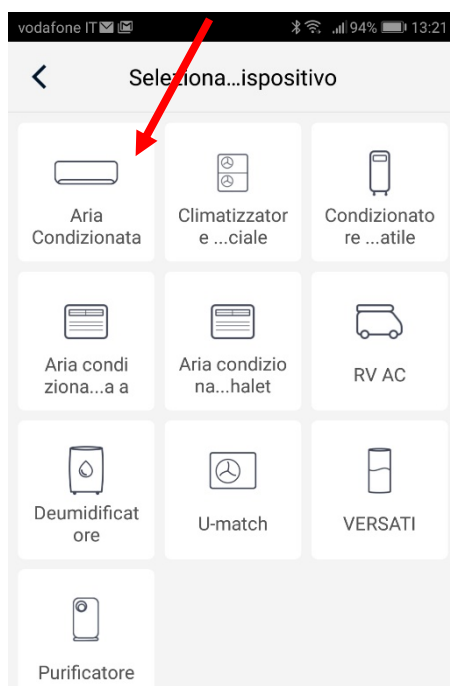 vodafone IT 94% 13:21
Seleziona...ispositivo
Aria
Condizionata
Climatizzator
e ...ciale
Condizionato
re ...atile
Aria condi
ziona...a a
Aria condizio
na...halet
RV AC
Deumidificat
ore
U-match
VERSATI
Purificatore